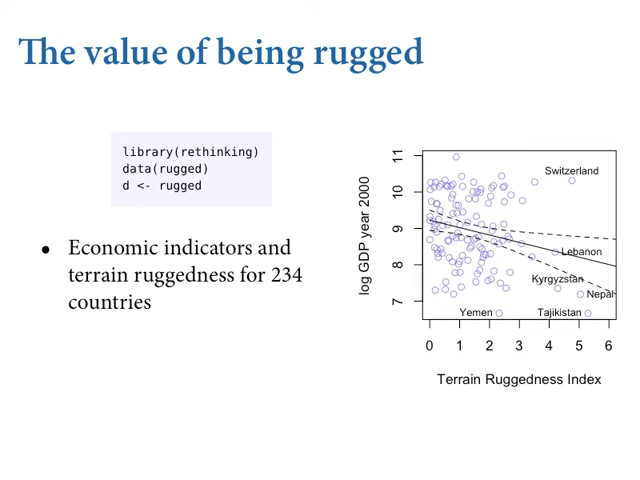 The value of being rugged
library(rethinking)
data(rugged)
d <- rugged
• Economic indicators and
terrain ruggedness for 234
countries
log GDP year 2000
11
10
9
8
7
Switzerland
Lebanon
Kyrgyzstan
Nepal
Yemen
Tajikistan
0 1 2 3 4 5 6
Terrain Ruggedness Index